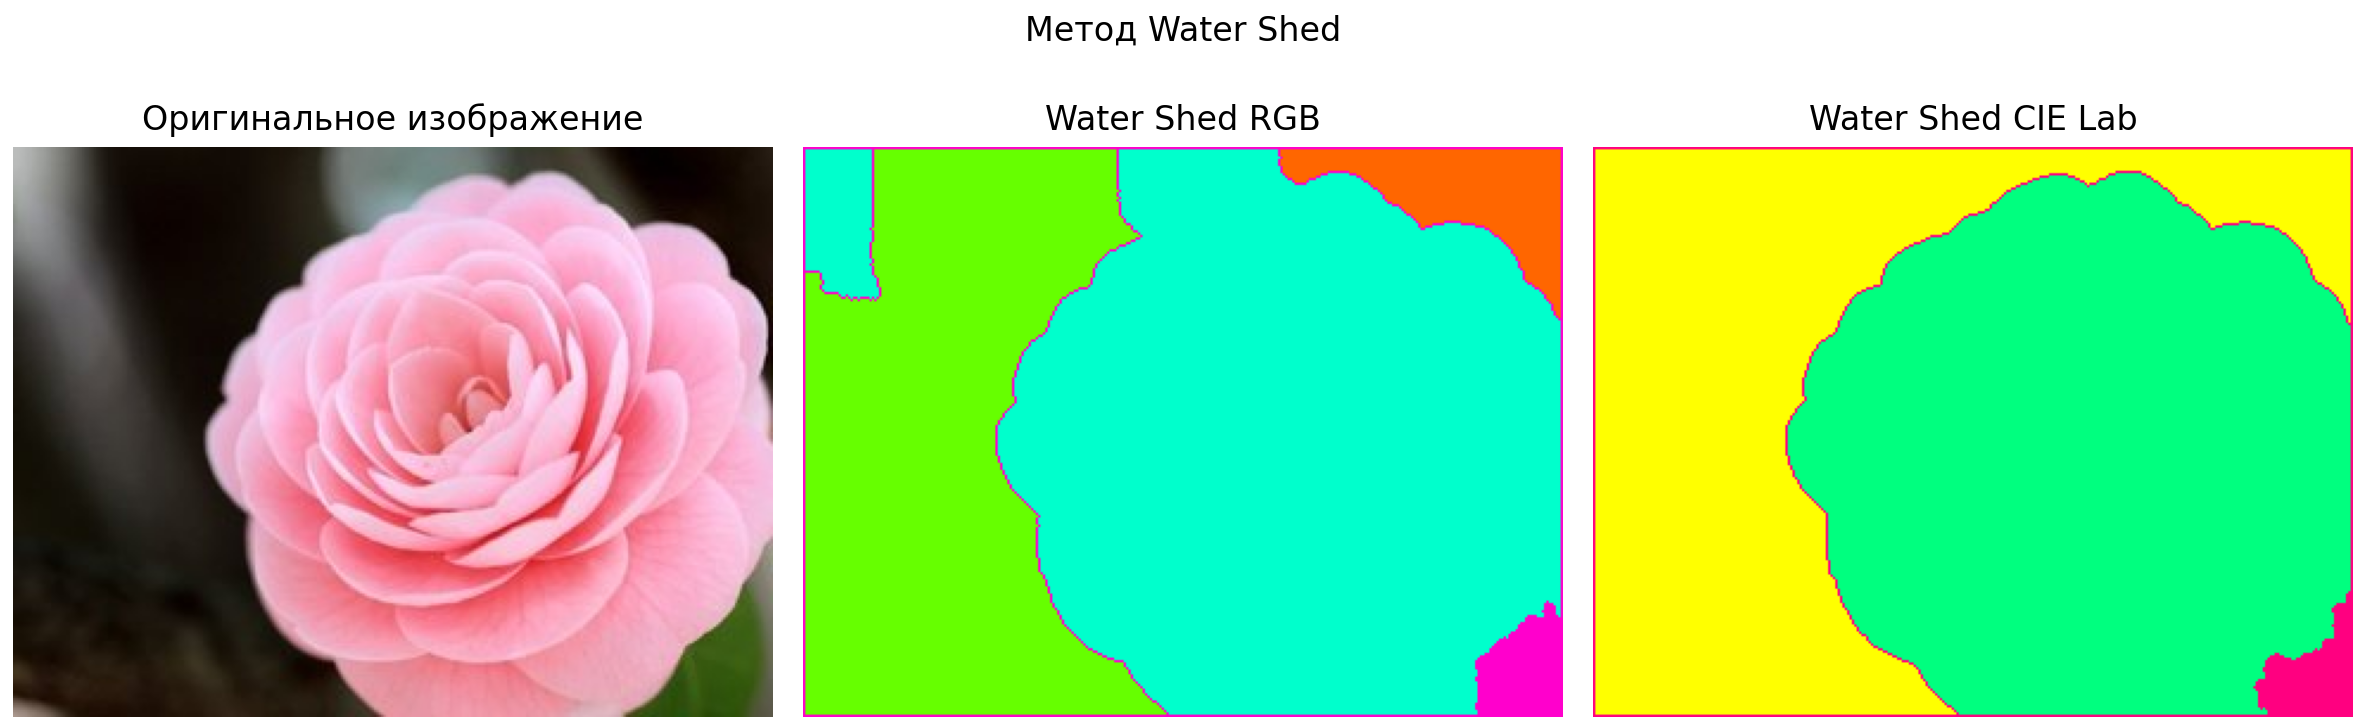 Метод Water Shed
Оригинальное изображение
Water Shed RGB
Water Shed CIE Lab